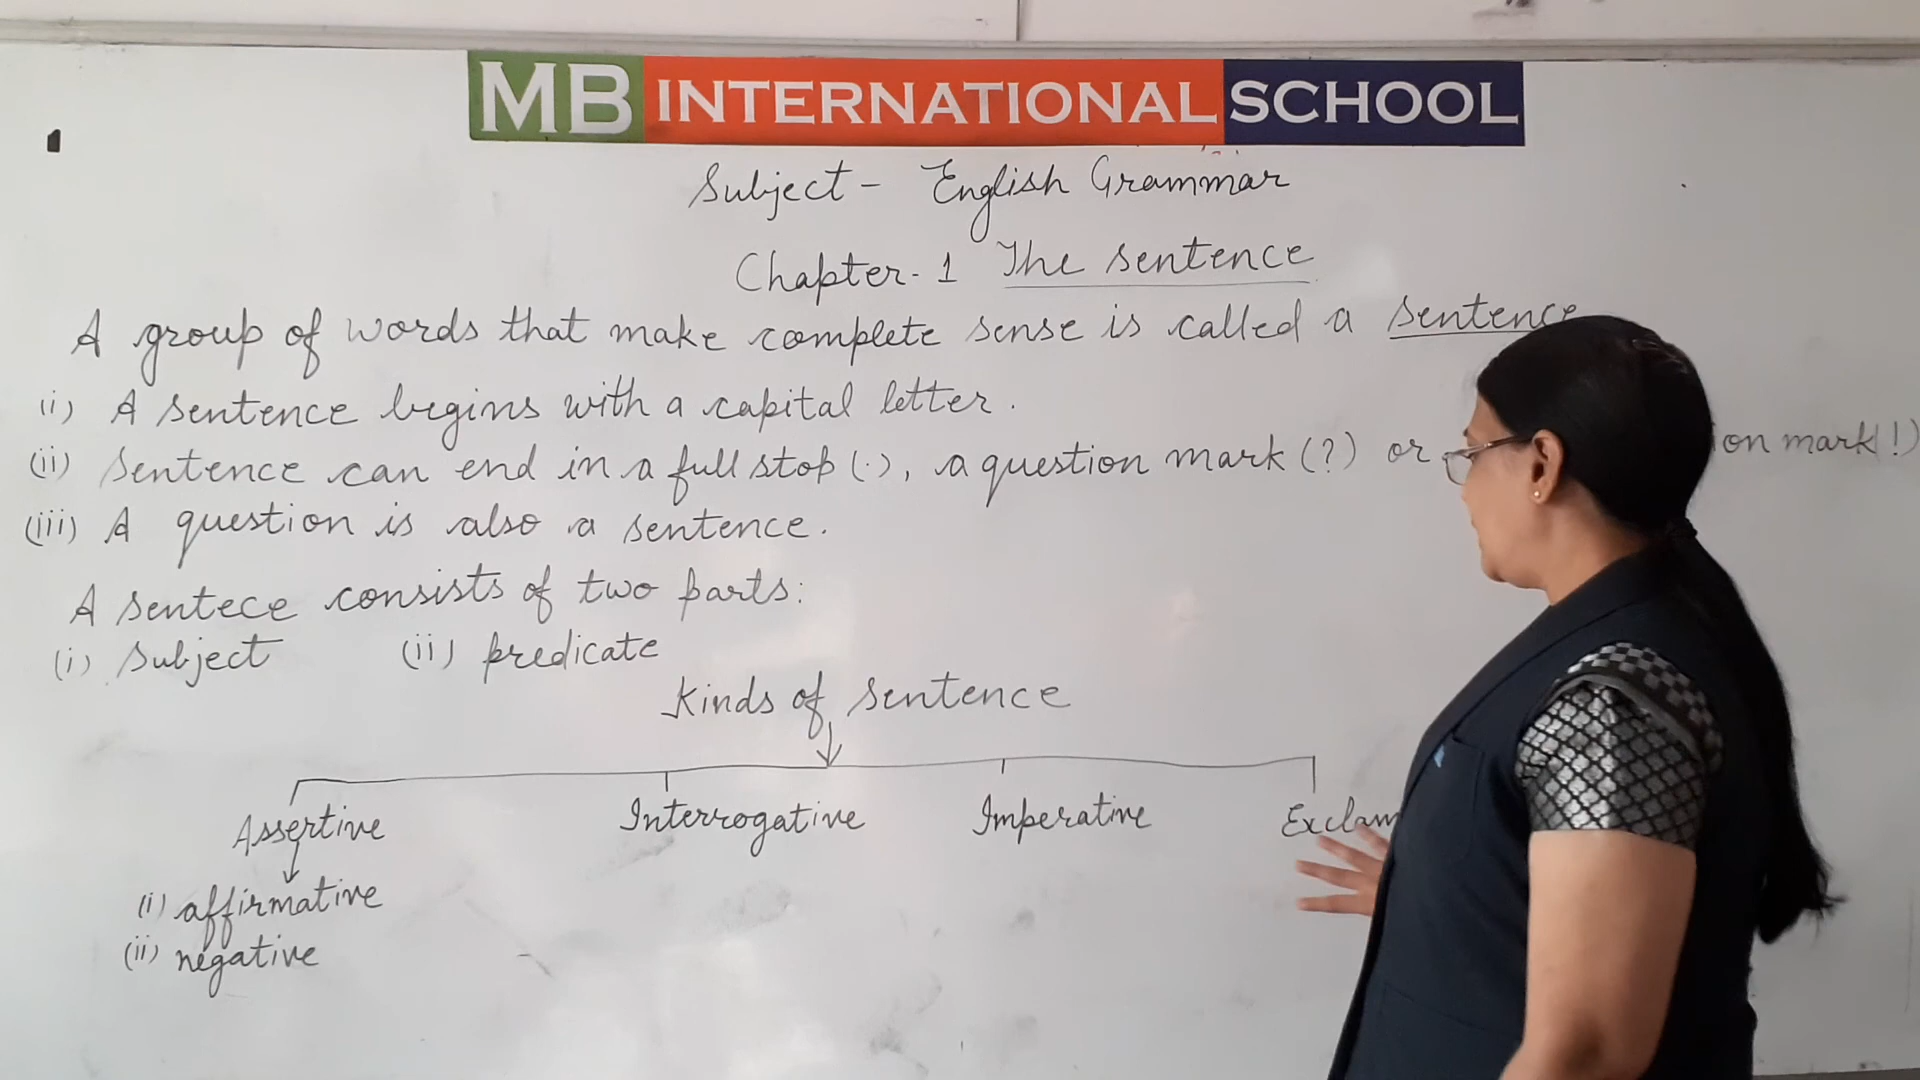 MB INTERNATIONAL SCHOOL
Subject - English Grammar
Chapter - 1 The sentence
A group of words that make complete sense is called a sentence
(i) A sentence begins with a capital letter.
(ii) Sentence can end in a full stop (.), a question mark (?) or on mark !)
(iii) A question is also a sentence.
A sentece consists of two parts:
(i) Subject (ii) predicate
Kinds of sentence
Assertive Interrogative Imperative Exclam
(i) affirmative
(ii) negative